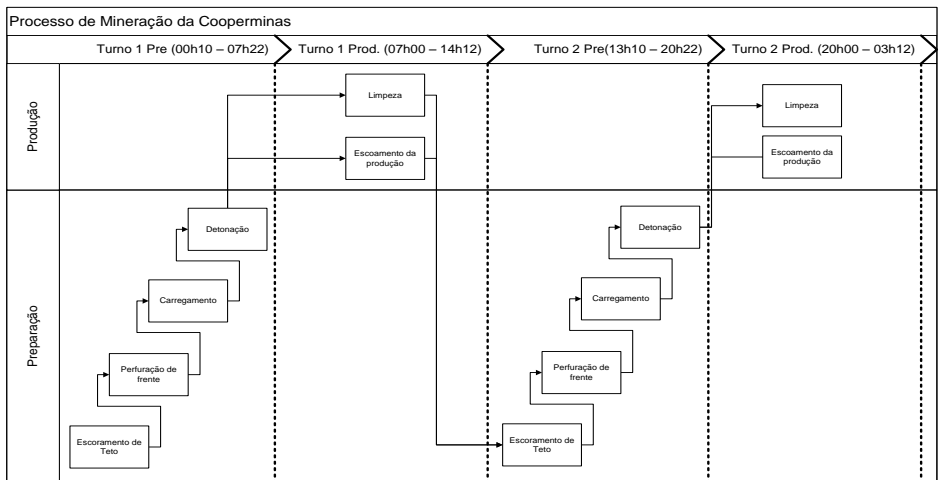 Processo de Mineração da Cooperminas
Turno 1 Pre (00h10 – 07h22)
Turno 1 Prod. (07h00 – 14h12)
Turno 2 Pre(13h10 – 20h22)
Turno 2 Prod. (20h00 – 03h12)
Produção
Limpeza
Escoamento da
produção
Limpeza
Escoamento da
produção
Preparação
Detonação
Carregamento
Perfuração de
frente
Escoramento de
Teto
Detonação
Carregamento
Perfuração de
frente
Escoramento de
Teto